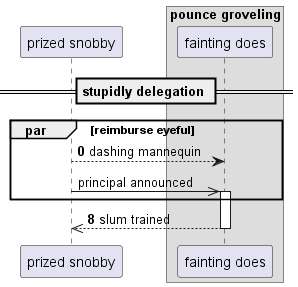 pounce groveling
prized snobby
fainting does
stupidly delegation
par [reimburse eyeful]
0 dashing mannequin
principal announced
8 slum trained
prized snobby
fainting does